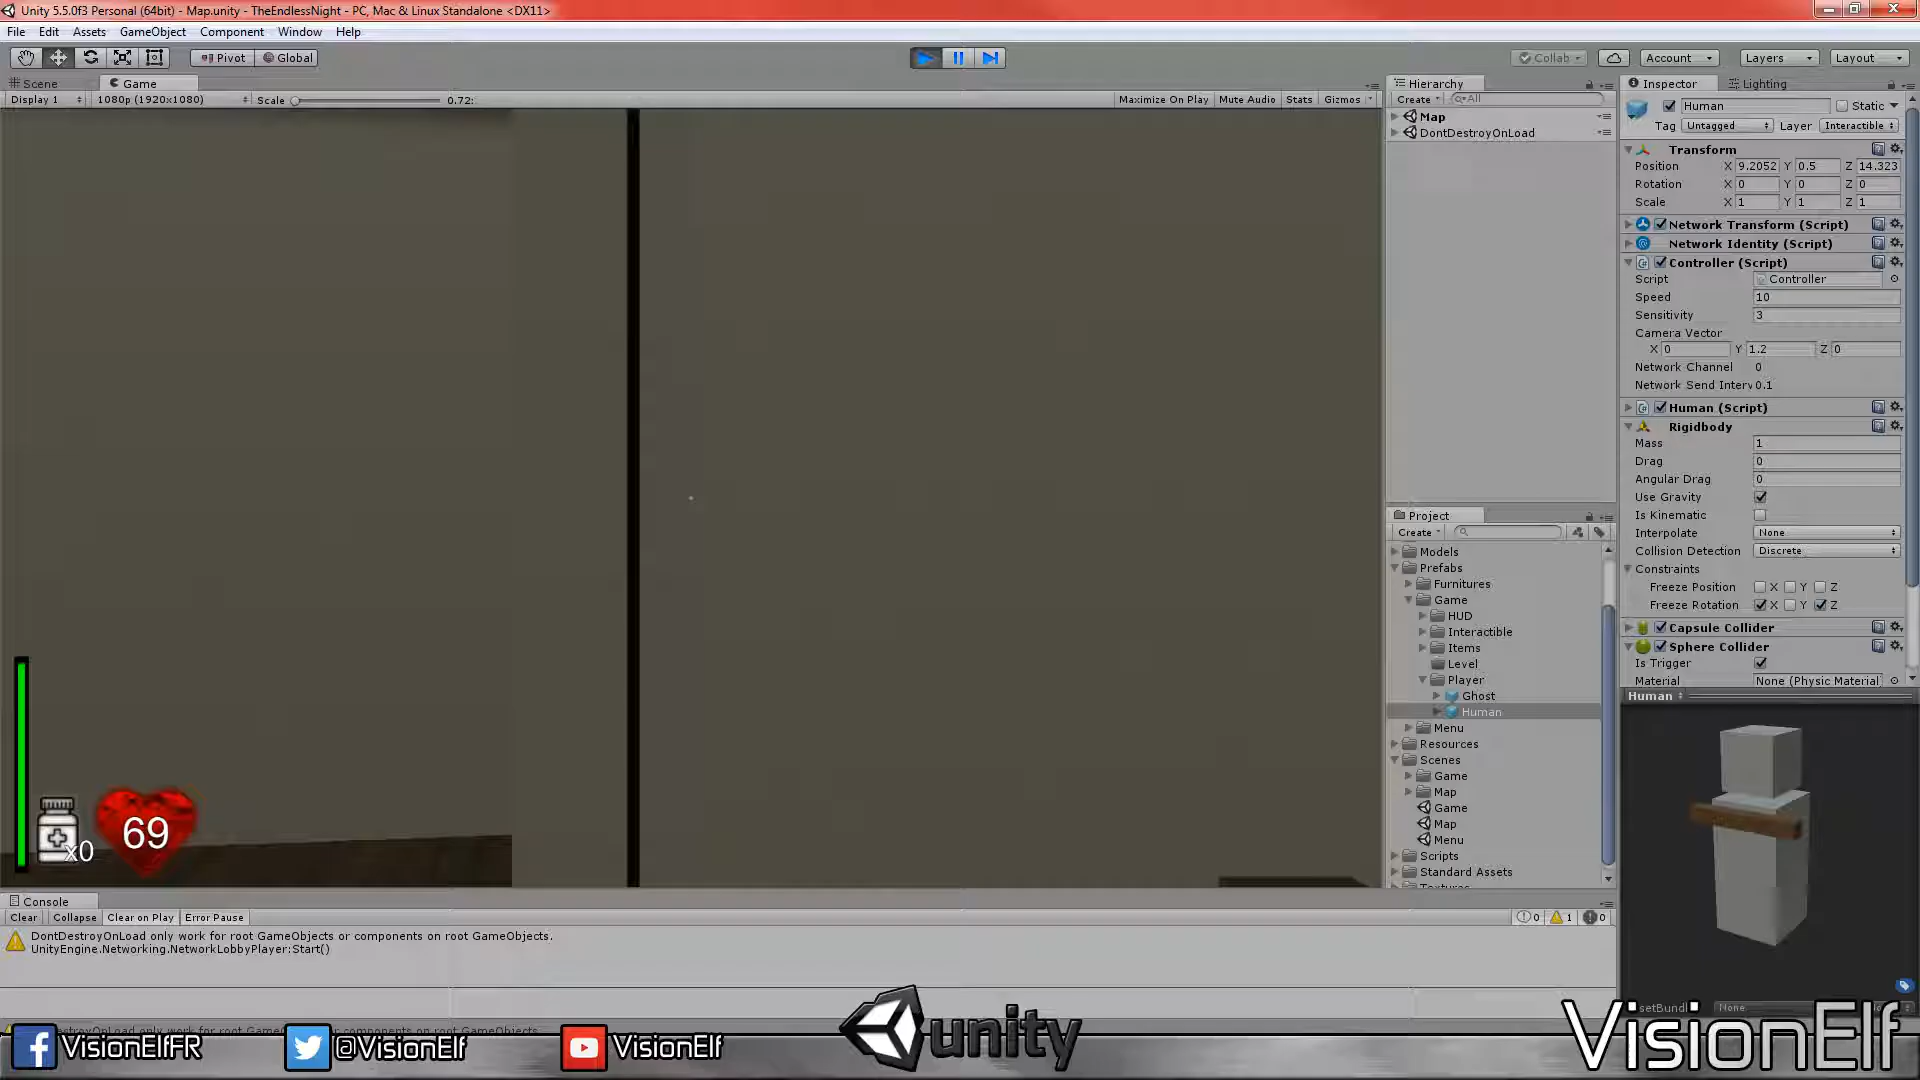 Unity 5.5.0f3 Personal (64bit) - Map.unity - TheEndlessNight - PC, Mac & Linux Standalone <DX11>
File Edit Assets GameObject Component Window Help
Pivot Global Collab Account Layers Layout
Scene Game
Display 1 1080p (1920x1080) Scale 0.72: Maximize On Play Mute Audio Stats Gizmos
Hierarchy
Create All
Map
DontDestroyOnLoad
Project
Create
Models
Prefabs
Furnitures
Game
HUD
Interactible
Items
Level
Player
Ghost
Human
Menu
Resources
Scenes
Game
Map
Game
Map
Menu
Scripts
Standard Assets
Inspector Lighting
Human Static
Tag Untagged Layer Interactible
Transform
Position X 9.2052 Y 0.5 Z 14.323
Rotation X 0 Y 0 Z 0
Scale X 1 Y 1 Z 1
Network Transform (Script)
Network Identity (Script)
Controller (Script)
Script Controller
Speed 10
Sensitivity 3
Camera Vector
X 0 Y 1.2 Z 0
Network Channel 0
Network Send Interv 0.1
Human (Script)
Rigidbody
Mass 1
Drag 0
Angular Drag 0
Use Gravity
Is Kinematic
Interpolate None
Collision Detection Discrete
Constraints
Freeze Position X Y Z
Freeze Rotation X Y Z
Capsule Collider
Sphere Collider
Is Trigger
Material None (Physic Material
Human
x0 69
Console
Clear Collapse Clear on Play Error Pause 0 1 0
DontDestroyOnLoad only work for root GameObjects or components on root GameObjects.
UnityEngine.Networking.NetworkLobbyPlayer:Start()
None
VisionElfFR @VisionElf VisionElf unity VisionElf